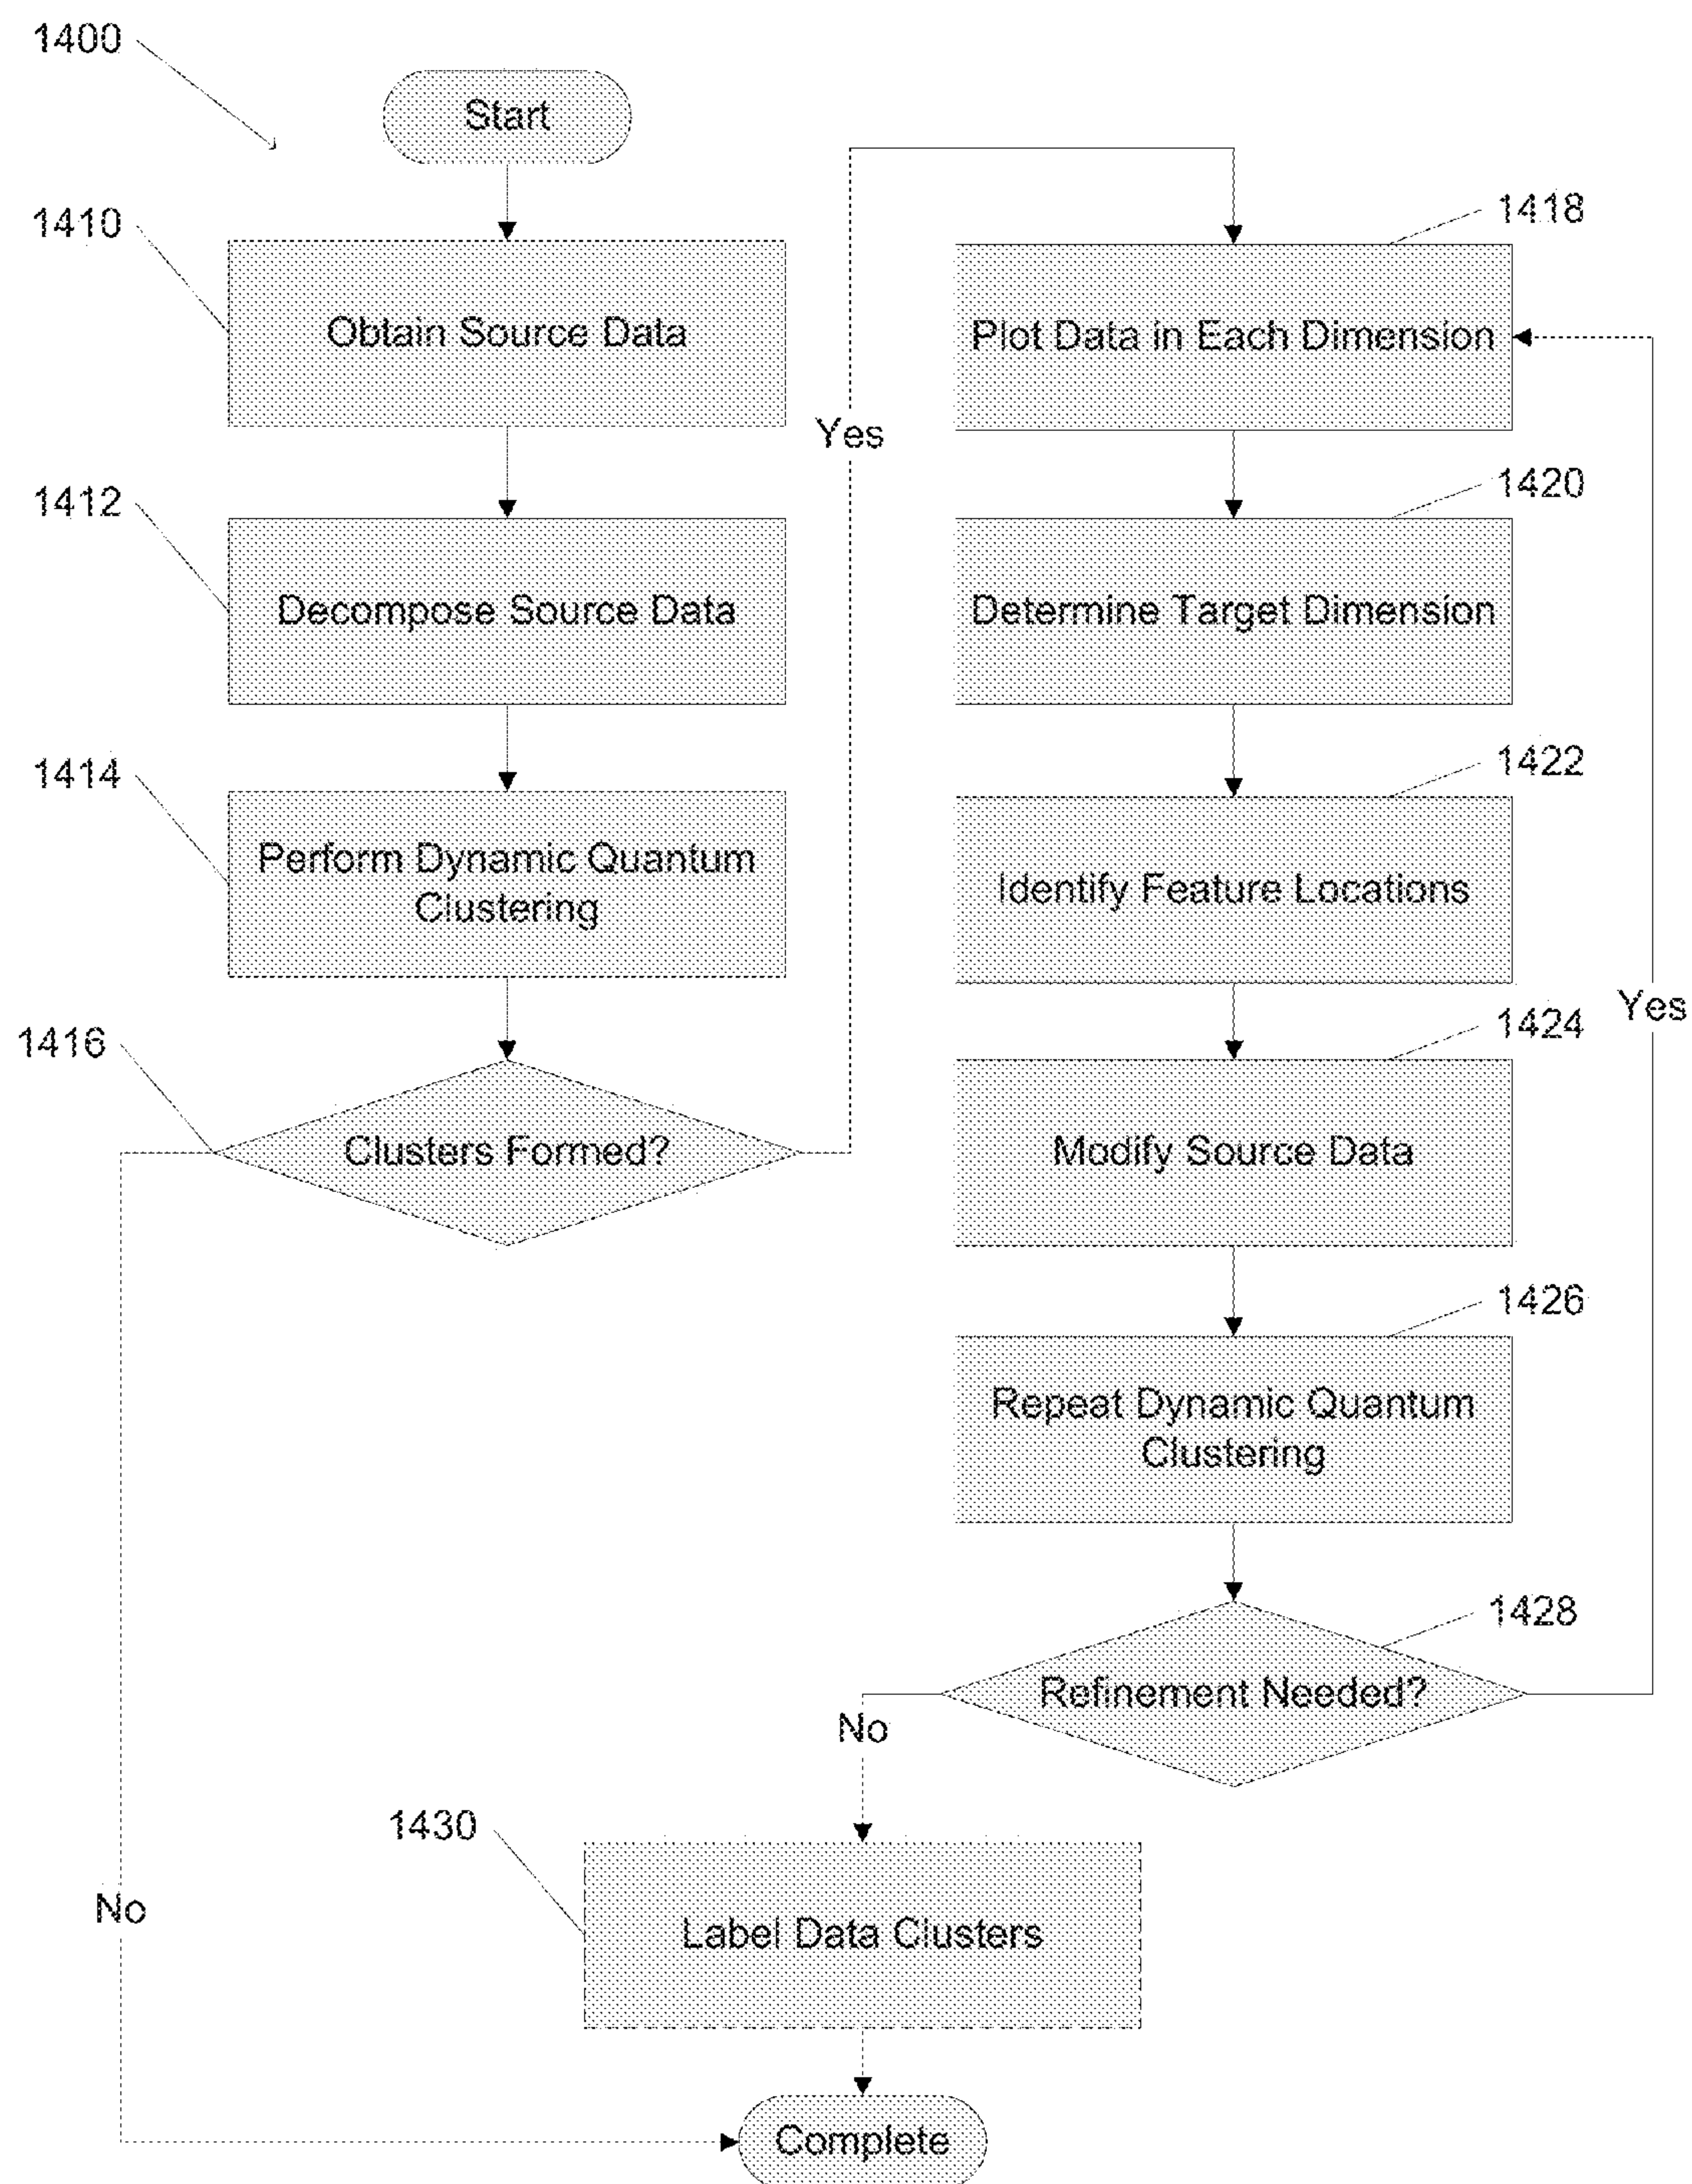 1400
Start
1410
Obtain Source Data
1412
Decompose Source Data
1414
Perform Dynamic Quantum
Clustering
1416
Clusters Formed?
Yes
No
1418
Plot Data in Each Dimension
1420
Determine Target Dimension
1422
Identify Feature Locations
1424
Modify Source Data
1426
Repeat Dynamic Quantum
Clustering
1428
Refinement Needed?
Yes
No
1430
Label Data Clusters
Complete